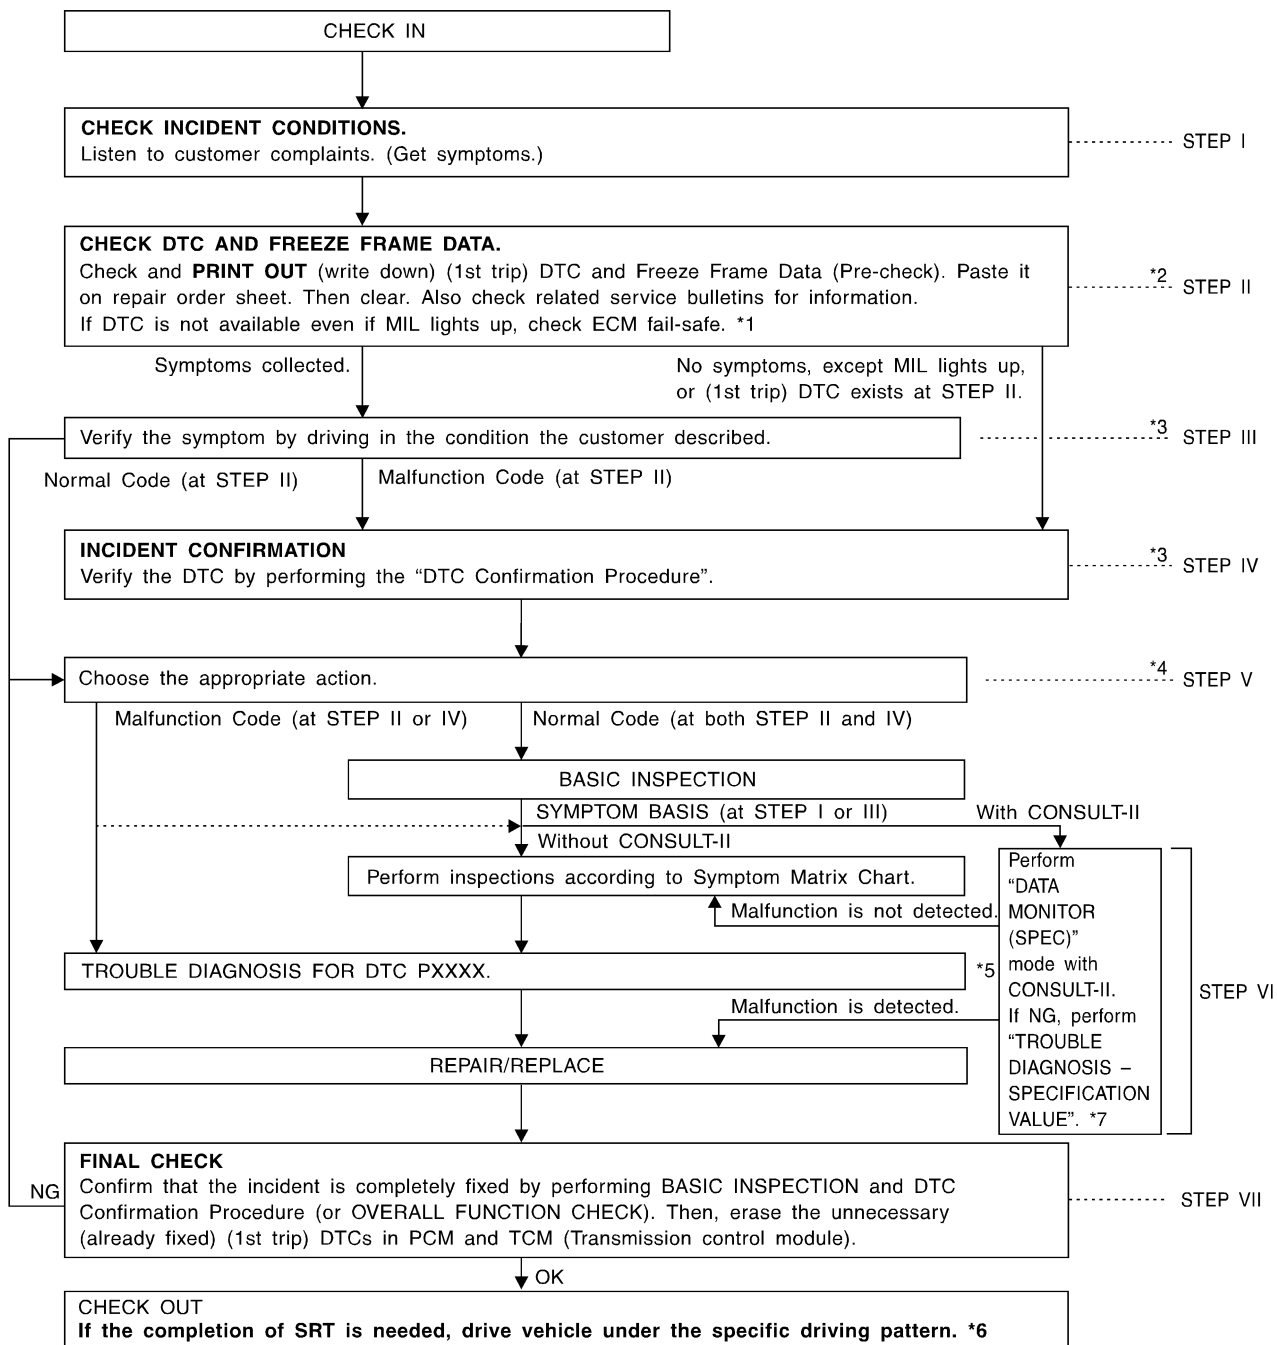 CHECK IN
CHECK INCIDENT CONDITIONS.
Listen to customer complaints. (Get symptoms.)
STEP I
CHECK DTC AND FREEZE FRAME DATA.
Check and PRINT OUT (write down) (1st trip) DTC and Freeze Frame Data (Pre-check). Paste it
on repair order sheet. Then clear. Also check related service bulletins for information.
If DTC is not available even if MIL lights up, check ECM fail-safe. *1
*2
STEP II
Symptoms collected.
No symptoms, except MIL lights up,
or (1st trip) DTC exists at STEP II.
Verify the symptom by driving in the condition the customer described.
*3
STEP III
Normal Code (at STEP II)
Malfunction Code (at STEP II)
INCIDENT CONFIRMATION
Verify the DTC by performing the “DTC Confirmation Procedure”.
*3
STEP IV
Choose the appropriate action.
*4
STEP V
Malfunction Code (at STEP II or IV)
Normal Code (at both STEP II and IV)
BASIC INSPECTION
SYMPTOM BASIS (at STEP I or III)
With CONSULT-II
Without CONSULT-II
Perform inspections according to Symptom Matrix Chart.
Malfunction is not detected.
Perform
“DATA
MONITOR
(SPEC)”
mode with
CONSULT-II.
If NG, perform
“TROUBLE
DIAGNOSIS –
SPECIFICATION
VALUE”. *7
STEP VI
TROUBLE DIAGNOSIS FOR DTC PXXXX.
*5
Malfunction is detected.
REPAIR/REPLACE
FINAL CHECK
Confirm that the incident is completely fixed by performing BASIC INSPECTION and DTC
Confirmation Procedure (or OVERALL FUNCTION CHECK). Then, erase the unnecessary
(already fixed) (1st trip) DTCs in PCM and TCM (Transmission control module).
NG
STEP VII
OK
CHECK OUT
If the completion of SRT is needed, drive vehicle under the specific driving pattern. *6